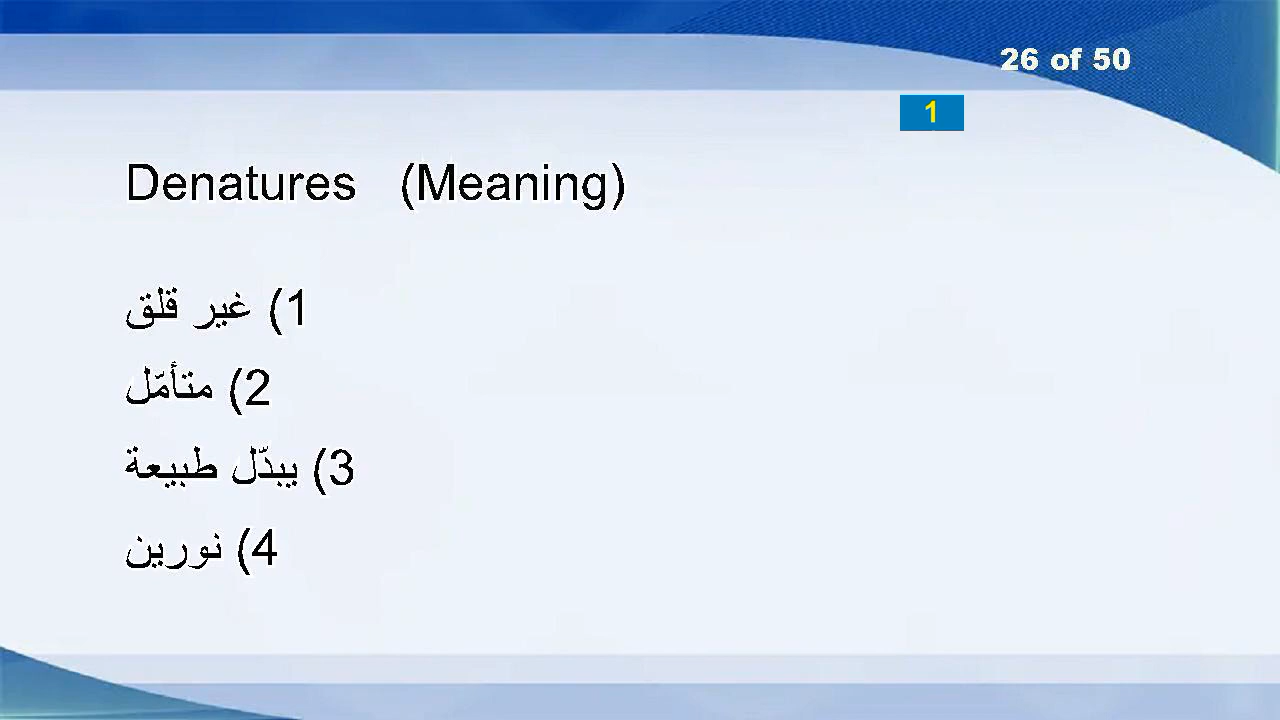 26 of 50
1
Denatures (Meaning)
1) غير قلق
2) متأمّل
3) يبدّل طبيعة
4) نورين